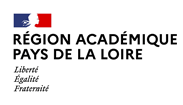 RÉGION ACADÉMIQUE
PAYS DE LA LOIRE
Liberté
Égalité
Fraternité